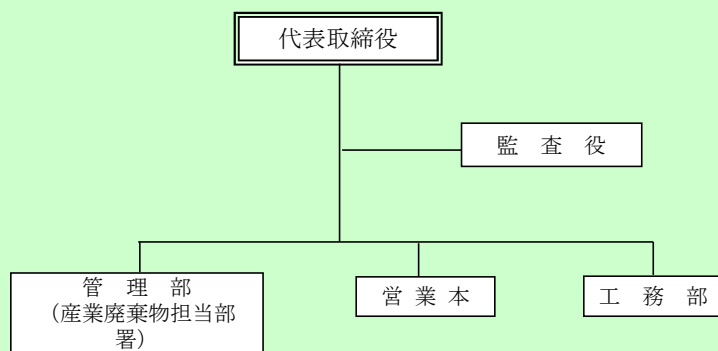 代表取締役
監　査　役
管　理　部
（産業廃棄物担当部
署）
営 業 本
工　務　部